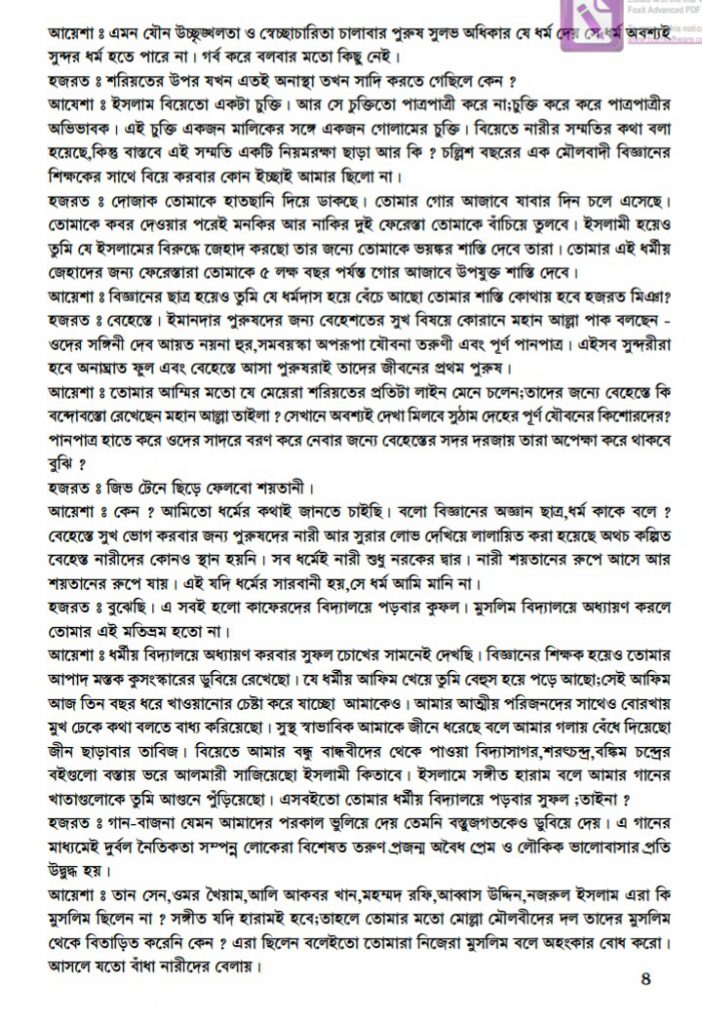 আয়েশা ঃ এমন যৌন উচ্ছৃঙ্খলতা ও স্বেচ্ছাচারিতা চালাবার পুরুষ সুলভ অধিকার যে ধর্ম দেয় সে ধর্ম অবশ্যই
সুন্দর ধর্ম হতে পারে না। গর্ব করে বলবার মতো কিছু নেই।
হজরত ঃ শরিয়তের উপর যখন এতই অনাস্থা তখন সাদি করতে গেছিলে কেন ?
আযেশা ঃ ইসলাম বিয়েতো একটা চুক্তি। আর সে চুক্তিতো পাত্রপাত্রী করে না;চুক্তি করে করে পাত্রপাত্রীর
অভিভাবক। এই চুক্তি একজন মালিকের সঙ্গে একজন গোলামের চুক্তি। বিয়েতে নারীর সম্মতির কথা বলা
হয়েছে,কিন্তু বাস্তবে এই সম্মতি একটি নিয়মরক্ষা ছাড়া আর কি ? চল্লিশ বছরের এক মৌলবাদী বিজ্ঞানের
শিক্ষকের সাথে বিয়ে করবার কোন ইচ্ছাই আমার ছিলো না।
হজরত ঃ দোজাক তোমাকে হাতছানি দিয়ে ডাকছে। তোমার গোর আজাবে যাবার দিন চলে এসেছে।
তোমাকে কবর দেওয়ার পরেই মনকির আর নাকির দুই ফেরেস্তা তোমাকে বাঁচিয়ে তুলবে। ইসলামী হয়েও
তুমি যে ইসলামের বিরুদ্ধে জেহাদ করছো তার জন্যে তোমাকে ভয়ঙ্কর শাস্তি দেবে তারা। তোমার এই ধর্মীয়
জেহাদের জন্য ফেরেস্তারা তোমাকে ৫ লক্ষ বছর পর্যন্ত গোর আজাবে উপযুক্ত শাস্তি দেবে।
আয়েশা ঃ বিজ্ঞানের ছাত্র হয়েও তুমি যে ধর্মদাস হয়ে বেঁচে আছো তোমার শাস্তি কোথায় হবে হজরত মিঞা?
হজরত ঃ বেহেস্তে। ইমানদার পুরুষদের জন্য বেহেশতের সুখ বিষয়ে কোরানে মহান আল্লা পাক বলছেন -
ওদের সঙ্গিনী দেব আয়ত নয়না হুর,সমবয়স্কা অপরূপা যৌবনা তরুণী এবং পূর্ণ পানপাত্র। এইসব সুন্দরীরা
হবে অনাঘ্রাত ফুল এবং বেহেস্তে আসা পুরুষরাই তাদের জীবনের প্রথম পুরুষ।
আয়েশা ঃ তোমার আম্মির মতো যে মেয়েরা শরিয়তের প্রতিটা লাইন মেনে চলেন;তাদের জন্যে বেহেস্তে কি
বন্দোবস্তো রেখেছেন মহান আল্লা তাইলা ? সেখানে অবশ্যই দেখা মিলবে সুঠাম দেহের পূর্ণ যৌবনের কিশোরদের?
পানপাত্র হাতে করে ওদের সাদরে বরণ করে নেবার জন্যে বেহেস্তের সদর দরজায় তারা অপেক্ষা করে থাকবে
বুঝি ?
হজরত ঃ জিভ টেনে ছিড়ে ফেলবো শয়তানী।
আয়েশা ঃ কেন ? আমিতো ধর্মের কথাই জানতে চাইছি। বলো বিজ্ঞানের অজ্ঞান ছাত্র,ধর্ম কাকে বলে ?
বেহেস্তে সুখ ভোগ করবার জন্য পুরুষদের নারী আর সুরার লোভ দেখিয়ে লালায়িত করা হয়েছে অথচ কল্পিত
বেহেস্ত নারীদের কোনও স্থান হয়নি। সব ধর্মেই নারী শুধু নরকের দ্বার। নারী শয়তানের রুপে আসে আর
শয়তানের রুপে যায়। এই যদি ধর্মের সারবানী হয়,সে ধর্ম আমি মানি না।
হজরত ঃ বুঝেছি। এ সবই হলো কাফেরদের বিদ্যালয়ে পড়বার কুফল। মুসলিম বিদ্যালয়ে অধ্যায়ণ করলে
তোমার এই মতিভ্রম হতো না।
আয়েশা ঃ ধর্মীয় বিদ্যালয়ে অধ্যায়ণ করবার সুফল চোখের সামনেই দেখছি। বিজ্ঞানের শিক্ষক হয়েও তোমার
আপাদ মস্তক কুসংস্কারের ডুবিয়ে রেখেছো। যে ধর্মীয় আফিম খেয়ে তুমি বেহুস হয়ে পড়ে আছো;সেই আফিম
আজ তিন বছর ধরে খাওয়ানোর চেষ্টা করে যাচ্ছো আমাকেও। আমার আত্মীয় পরিজনদের সাথেও বোরখায়
মুখ ঢেকে কথা বলতে বাধ্য করিয়েছো। সুস্থ স্বাভাবিক আমাকে জীনে ধরেছে বলে আমার গলায় বেঁধে দিয়েছো
জীন ছাড়াবার তাবিজ। বিয়েতে আমার বন্ধু বান্ধবীদের থেকে পাওয়া বিদ্যাসাগর,শরৎচন্দ্র,বঙ্কিম চন্দ্রের
বইগুলো বস্তায় ভরে আলমারী সাজিয়েছো ইসলামী কিতাবে। ইসলামে সঙ্গীত হারাম বলে আমার গানের
খাতাগুলোকে তুমি আগুনে পুঁড়িয়েছো। এসবইতো তোমার ধর্মীয় বিদ্যালয়ে পড়বার সুফল ;তাইনা ?
হজরত ঃ গান-বাজনা যেমন আমাদের পরকাল ভুলিয়ে দেয় তেমনি বস্তুজগতকেও ডুবিয়ে দেয়। এ গানের
মাধ্যমেই দুর্বল নৈতিকতা সম্পন্ন লোকেরা বিশেষত তরুণ প্রজন্ম অবৈধ প্রেম ও লৌকিক ভালোবাসার প্রতি
উদ্বুদ্ধ হয়।
আয়েশা ঃ তান সেন,ওমর খৈয়াম,আলি আকবর খান,মহম্মদ রফি,আব্বাস উদ্দিন,নজরুল ইসলাম এরা কি
মুসলিম ছিলেন না ? সঙ্গীত যদি হারামই হবে;তাহলে তোমার মতো মোল্লা মৌলবীদের দল তাদের মুসলিম
থেকে বিতাড়িত করেনি কেন ? এরা ছিলেন বলেইতো তোমারা নিজেরা মুসলিম বলে অহংকার বোধ করো।
আসলে যতো বাঁধা নারীদের বেলায়।
8
Foxit Advanced PDF